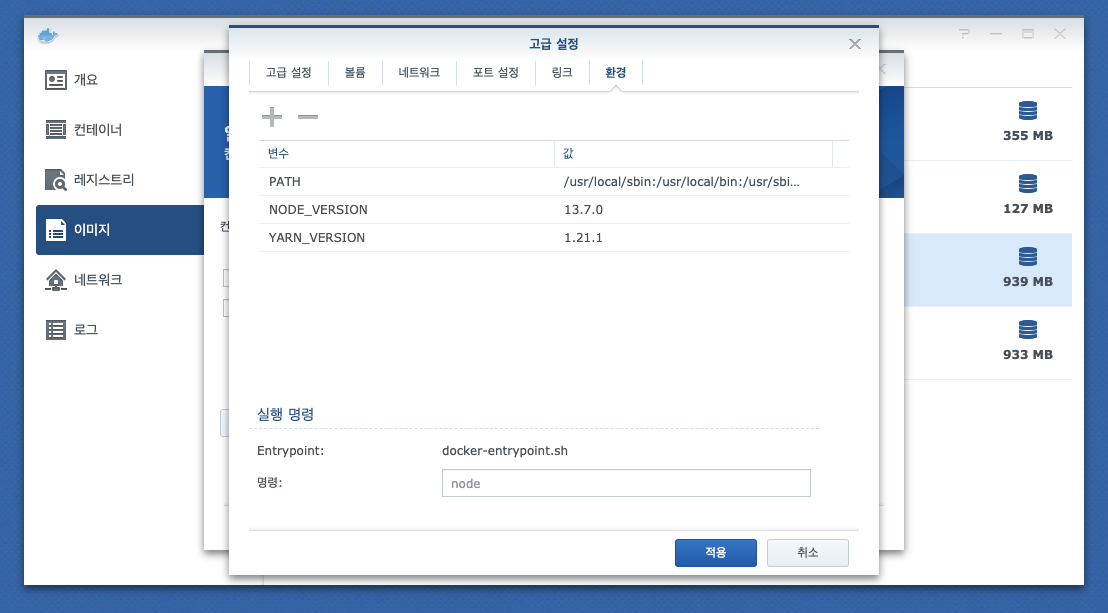 고급 설정
고급 설정 볼륨 네트워크 포트 설정 링크 환경
개요
컨테이너
레지스트리
이미지
네트워크
로그
변수 값
PATH /usr/local/sbin:/usr/local/bin:/usr/sbi...
NODE_VERSION 13.7.0
YARN_VERSION 1.21.1
실행 명령
Entrypoint: docker-entrypoint.sh
명령: node
적용 취소
355 MB
127 MB
939 MB
933 MB